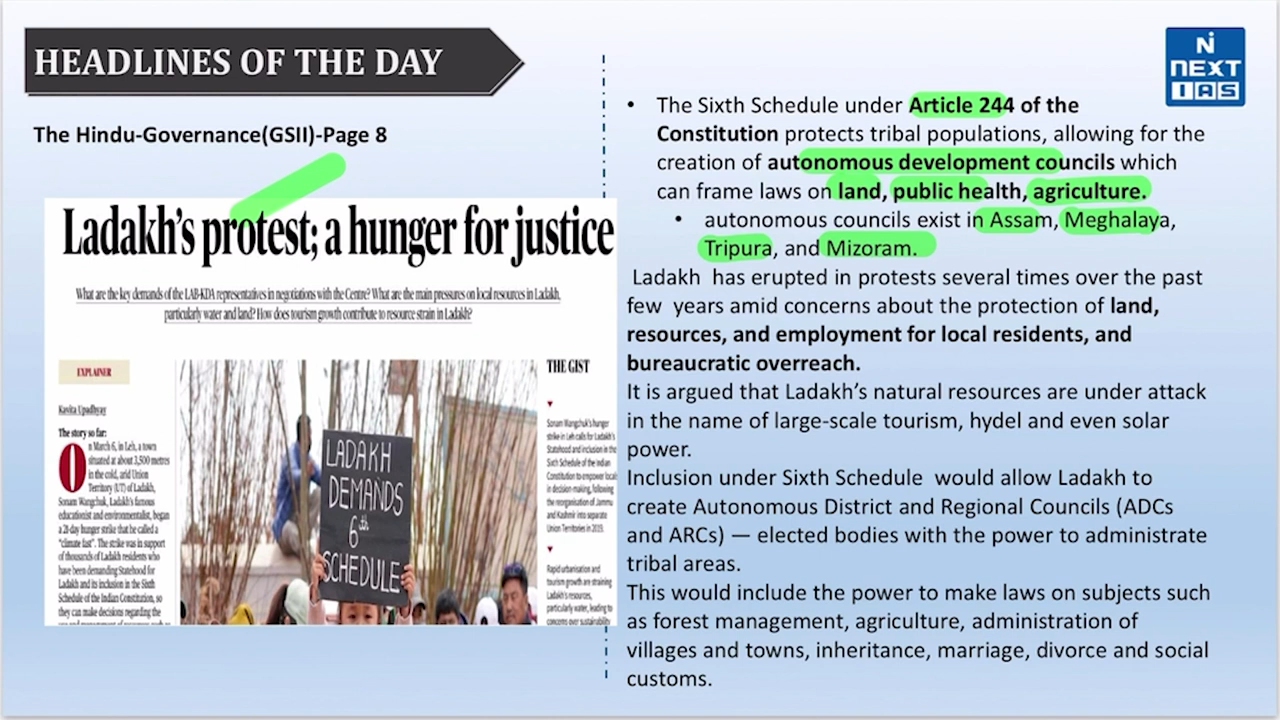 HEADLINES OF THE DAY
The Hindu-Governance(GSII)-Page 8
Ladakh's protest; a hunger for justice
What are the key demands of the LAB-KDA representatives in negotiations with the Centre? What are the main pressures on local resources in Ladakh,
particularly water and land? How does tourism growth contribute to resource strain in Ladakh?
EXPLAINER
Kavita Upadhyay
The story so far:
On March 6, in Leh, a town
situated at about 3,500 metres
in the cold, arid Union
Territory (UT) of Ladakh,
Sonam Wangchuk, Ladakh's famous
educationist and environmentalist, began
a 21-day hunger strike that he called a
"climate fast". The strike was in support
of thousands of Ladakh residents who
have been demanding Statehood for
Ladakh and its inclusion in the Sixth
Schedule of the Indian Constitution, so
they can make decisions regarding the
LADAKH
DEMANDS
6th
SCHEDULE
THE GIST
Sonam Wangchuk's hunger
strike in Leh calls for Ladakh's
Statehood and inclusion in the
Sixth Schedule of the Indian
Constitution to empower local
in decision making, following
the reorganisation of Jammu
and Kashmir into separate
Union Territories in 2019.
Rapid urbanisation and
tourism growth are straining
Ladakh's resources,
particularly water, leading to
concerns over sustainability
NEXT
IAS
• The Sixth Schedule under Article 244 of the
Constitution protects tribal populations, allowing for the
creation of autonomous development councils which
can frame laws on land, public health, agriculture.
• autonomous councils exist in Assam, Meghalaya,
Tripura, and Mizoram.
Ladakh has erupted in protests several times over the past
few years amid concerns about the protection of land,
resources, and employment for local residents, and
bureaucratic overreach.
It is argued that Ladakh's natural resources are under attack
in the name of large-scale tourism, hydel and even solar
power.
Inclusion under Sixth Schedule would allow Ladakh to
create Autonomous District and Regional Councils (ADCs
and ARCs) — elected bodies with the power to administrate
tribal areas.
This would include the power to make laws on subjects such
as forest management, agriculture, administration of
villages and towns, inheritance, marriage, divorce and social
customs.